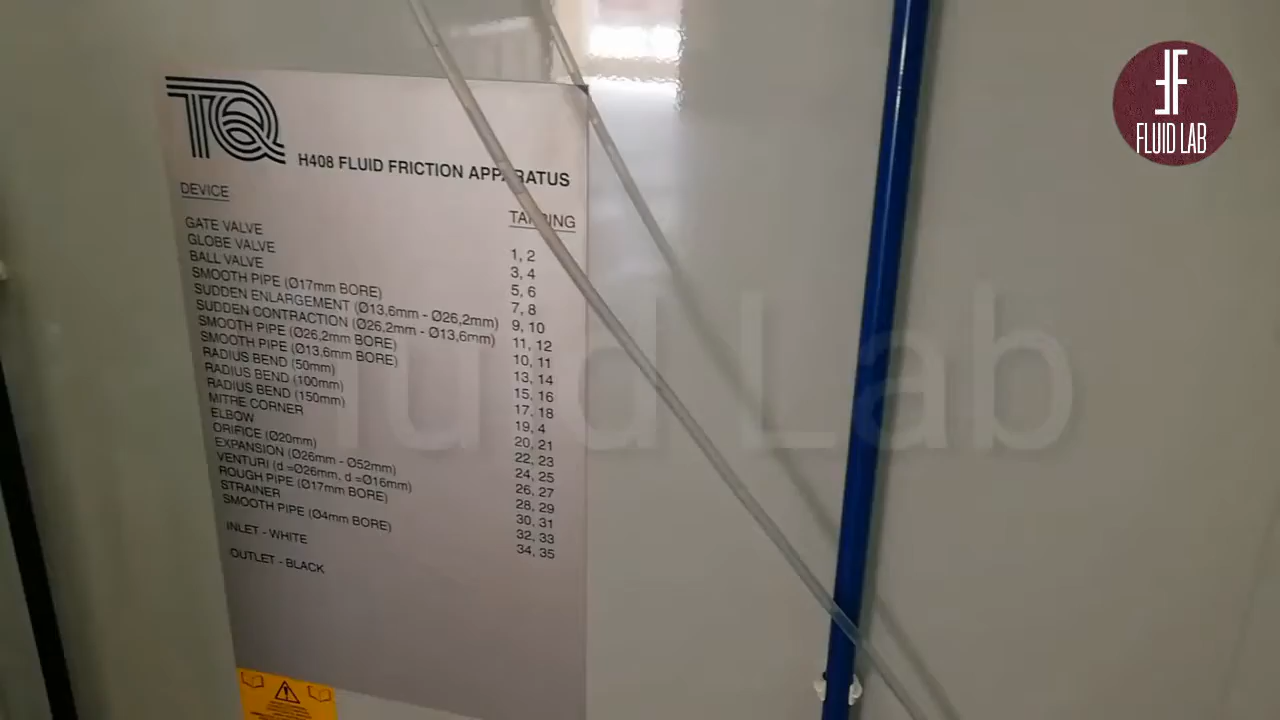 TQ
H408 FLUID FRICTION APPARATUS
DEVICE
TAPPING
GATE VALVE 1, 2
GLOBE VALVE 3, 4
BALL VALVE 5, 6
SMOOTH PIPE (Ø17mm BORE) 7, 8
SUDDEN ENLARGEMENT (Ø13,6mm - Ø26,2mm) 9, 10
SUDDEN CONTRACTION (Ø26,2mm - Ø13,6mm) 11, 12
SMOOTH PIPE (Ø26,2mm BORE) 10, 11
SMOOTH PIPE (Ø13,6mm BORE) 13, 14
RADIUS BEND (50mm) 15, 16
RADIUS BEND (100mm) 17, 18
RADIUS BEND (150mm) 19, 4
MITRE CORNER 20, 21
ELBOW 22, 23
ORIFICE (Ø20mm) 24, 25
EXPANSION (Ø26mm - Ø52mm) 26, 27
VENTURI (d =Ø26mm, d =Ø16mm) 28, 29
ROUGH PIPE (Ø17mm BORE) 30, 31
STRAINER 32, 33
SMOOTH PIPE (Ø4mm BORE) 34, 35
INLET - WHITE
OUTLET - BLACK
FLUID LAB
Fluid Lab